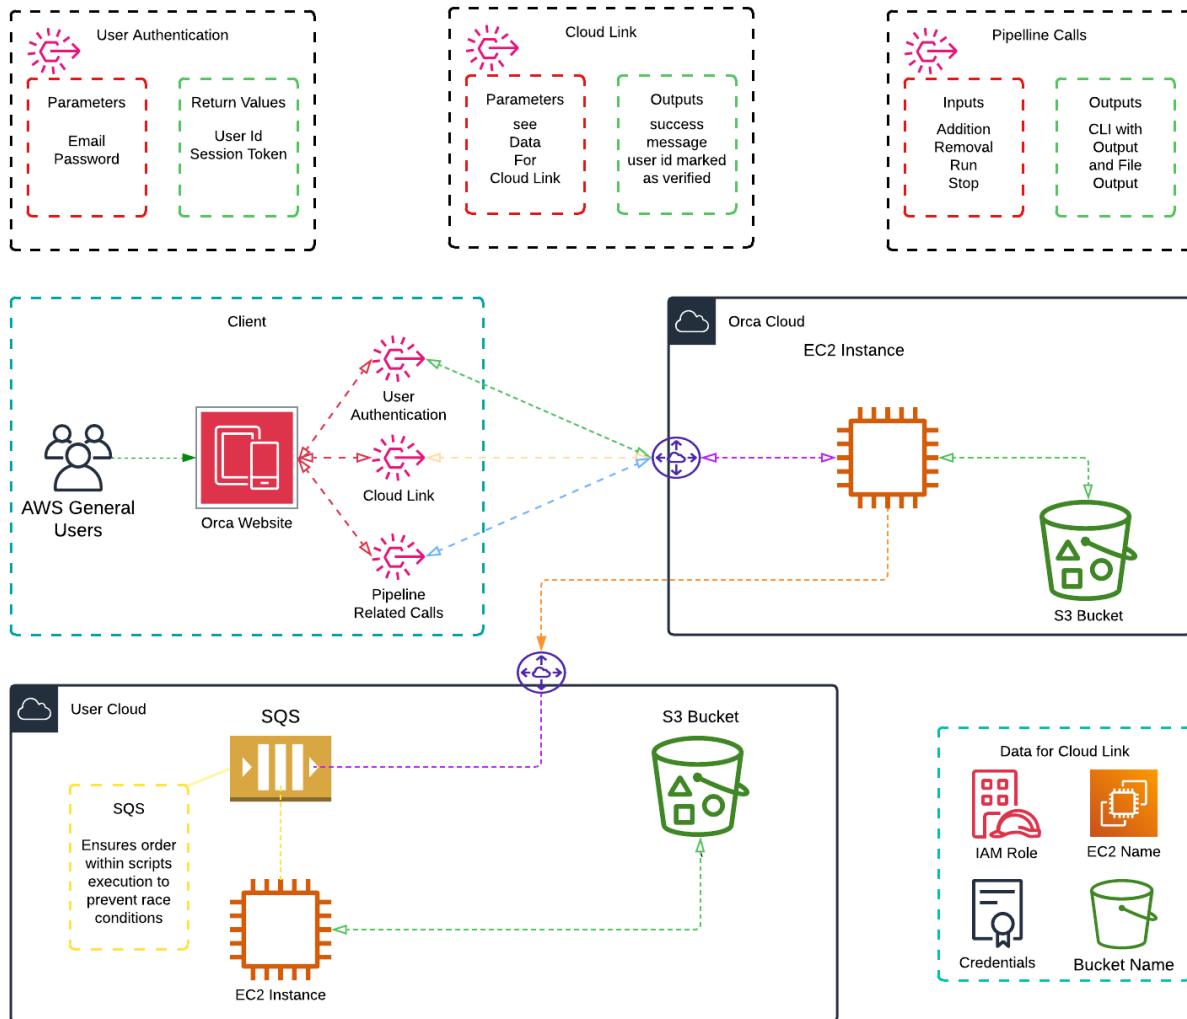 User Authentication
Parameters
Email
Password
Return Values
User Id
Session Token
Cloud Link
Parameters
see
Data
For
Cloud Link
Outputs
success
message
user id marked
as verified
Pipelline Calls
Inputs
Addition
Removal
Run
Stop
Outputs
CLI with
Output
and File
Output
Client
AWS General
Users
Orca Website
User
Authentication
Cloud Link
Pipeline
Related Calls
Orca Cloud
EC2 Instance
S3 Bucket
User Cloud
SQS
SQS
Ensures order
within scripts
execution to
prevent race
conditions
EC2 Instance
S3 Bucket
Data for Cloud Link
IAM Role
EC2 Name
Credentials
Bucket Name